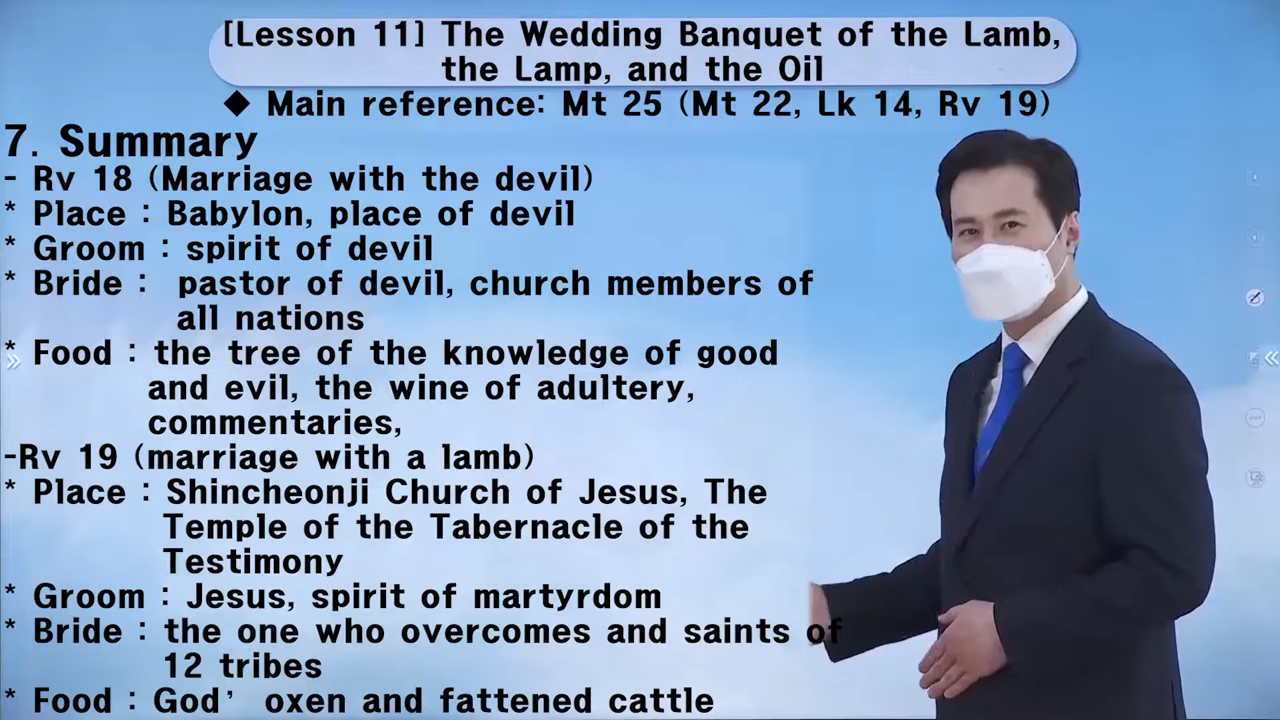 [Lesson 11] The Wedding Banquet of the Lamb,
the Lamp, and the Oil
◆ Main reference: Mt 25 (Mt 22, Lk 14, Rv 19)
7. Summary
- Rv 18 (Marriage with the devil)
* Place : Babylon, place of devil
* Groom : spirit of devil
* Bride : pastor of devil, church members of
all nations
* Food : the tree of the knowledge of good
and evil, the wine of adultery,
commentaries,
-Rv 19 (marriage with a lamb)
* Place : Shincheonji Church of Jesus, The
Temple of the Tabernacle of the
Testimony
* Groom : Jesus, spirit of martyrdom
* Bride : the one who overcomes and saints of
12 tribes
* Food : God’ oxen and fattened cattle